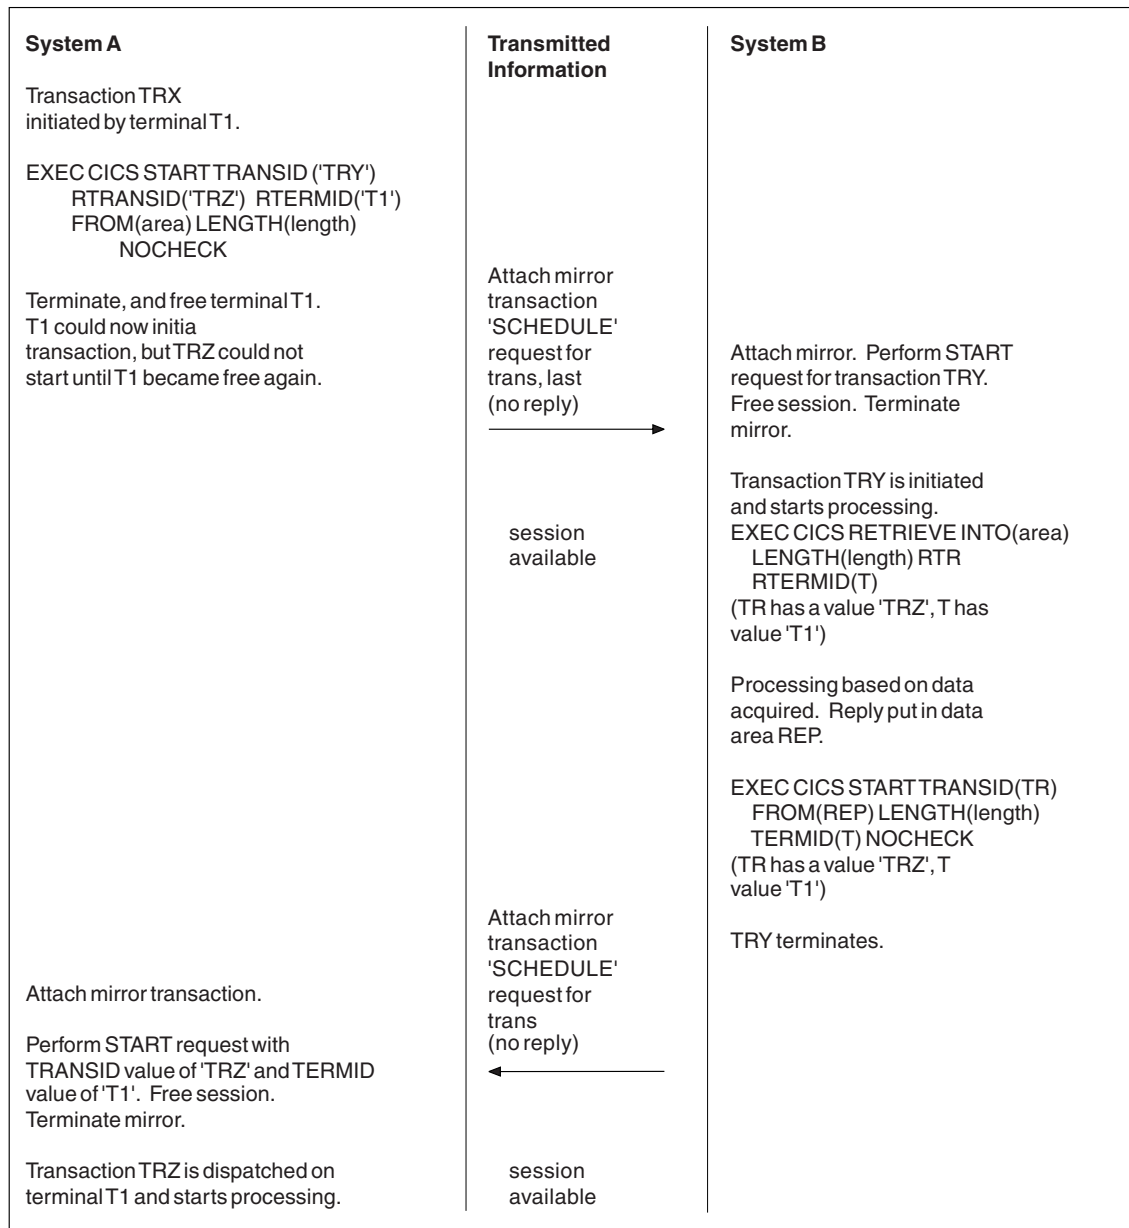 System A
Transaction TRX
initiated by terminal T1.
EXEC CICS START TRANSID ('TRY')
RTRANSID('TRZ') RTERMID('T1')
FROM(area) LENGTH(length)
NOCHECK
Terminate, and free terminal T1.
T1 could now initia
transaction, but TRZ could not
start until T1 became free again.
Attach mirror transaction.
Perform START request with
TRANSID value of 'TRZ' and TERMID
value of 'T1'. Free session.
Terminate mirror.
Transaction TRZ is dispatched on
terminal T1 and starts processing.
Transmitted
Information
Attach mirror
transaction
'SCHEDULE'
request for
trans, last
(no reply)
session
available
Attach mirror
transaction
'SCHEDULE'
request for
trans
(no reply)
session
available
System B
Attach mirror. Perform START
request for transaction TRY.
Free session. Terminate
mirror.
Transaction TRY is initiated
and starts processing.
EXEC CICS RETRIEVE INTO(area)
LENGTH(length) RTR
RTERMID(T)
(TR has a value 'TRZ', T has
value 'T1')
Processing based on data
acquired. Reply put in data
area REP.
EXEC CICS START TRANSID(TR)
FROM(REP) LENGTH(length)
TERMID(T) NOCHECK
(TR has a value 'TRZ', T
value 'T1')
TRY terminates.